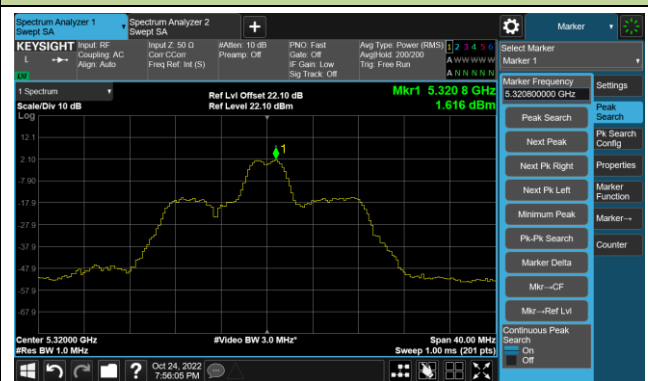 Spectrum Analyzer 1
Swept SA
Spectrum Analyzer 2
Swept SA
+
Marker
KEYSIGHT
L
LNI
Input: RF
Coupling: AC
Align: Auto
Input Z: 50 Ω
Corr CCorr
Freq Ref: Int (S)
#Atten: 10 dB
Preamp: Off
PNO: Fast
Gate: Off
IF Gain: Low
Sig Track: Off
Avg Type: Power (RMS)
Avg|Hold: 200/200
Trig: Free Run
1 2 3 4 5 6
A W W W W W
A N N N N N
Select Marker
Marker 1
1 Spectrum
Scale/Div 10 dB
Log
Ref Lvl Offset 22.10 dB
Ref Level 22.10 dBm
Mkr1 5.320 8 GHz
1.616 dBm
12.1
2.10
-7.90
-17.9
-27.9
-37.9
-47.9
-57.9
-67.9
1
Center 5.32000 GHz
#Res BW 1.0 MHz
#Video BW 3.0 MHz*
Span 40.00 MHz
Sweep 1.00 ms (201 pts)
Marker Frequency
5.320800000 GHz
Peak Search
Next Peak
Next Pk Right
Next Pk Left
Minimum Peak
Pk-Pk Search
Marker Delta
Mkr→CF
Mkr→Ref Lvl
Continuous Peak
Search
On
Off
Settings
Peak
Search
Pk Search
Config
Properties
Marker
Function
Marker→
Counter
?
Oct 24, 2022
7:56:05 PM